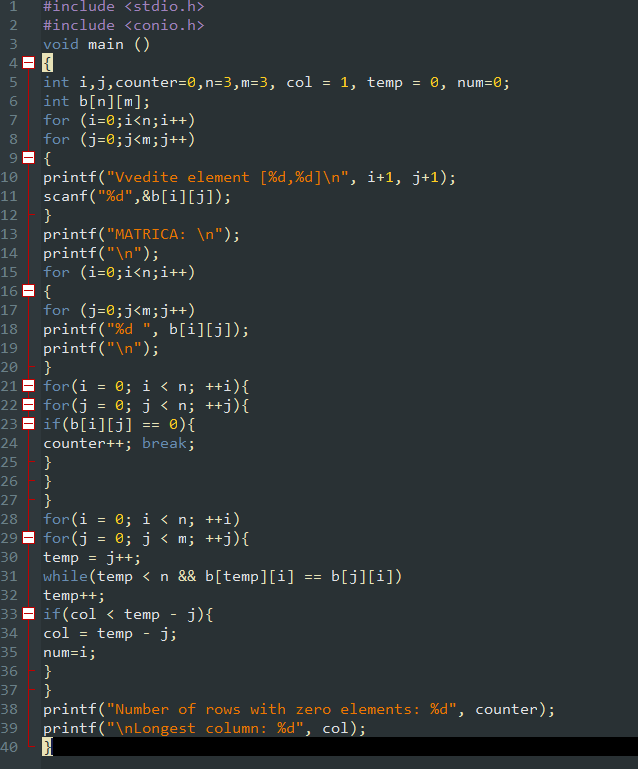 1 #include <stdio.h>
2 #include <conio.h>
3 void main ()
4 {
5 int i,j,counter=0,n=3,m=3, col = 1, temp = 0, num=0;
6 int b[n][m];
7 for (i=0;i<n;i++)
8 for (j=0;j<m;j++)
9 {
10 printf("Vvedite element [%d,%d]\n", i+1, j+1);
11 scanf("%d",&b[i][j]);
12 }
13 printf("MATRICA: \n");
14 printf("\n");
15 for (i=0;i<n;i++)
16 {
17 for (j=0;j<m;j++)
18 printf("%d ", b[i][j]);
19 printf("\n");
20 }
21 for(i = 0; i < n; ++i){
22 for(j = 0; j < n; ++j){
23 if(b[i][j] == 0){
24 counter++; break;
25 }
26 }
27 }
28 for(i = 0; i < n; ++i)
29 for(j = 0; j < m; ++j){
30 temp = j++;
31 while(temp < n && b[temp][i] == b[j][i])
32 temp++;
33 if(col < temp - j){
34 col = temp - j;
35 num=i;
36 }
37 }
38 printf("Number of rows with zero elements: %d", counter);
39 printf("\nLongest column: %d", col);
40 }